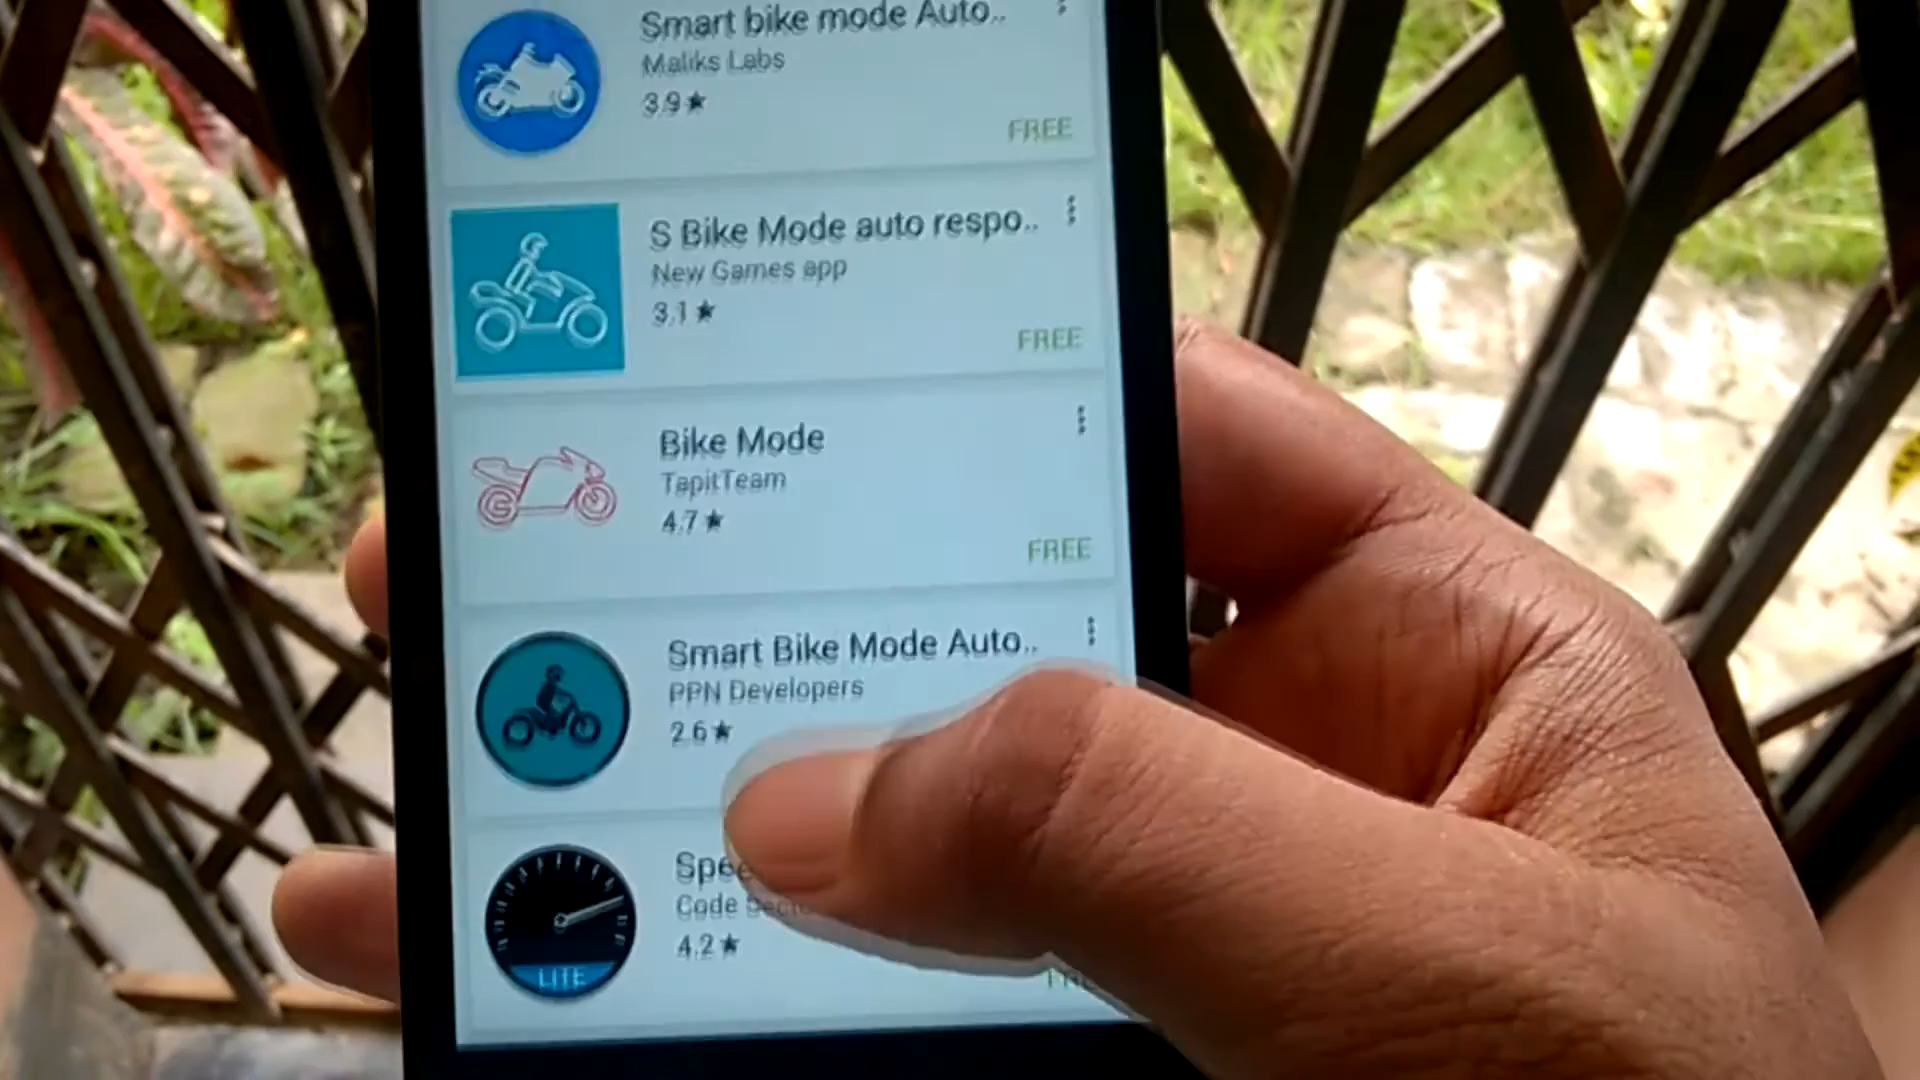 Smart bike mode Auto..
Maliks Labs
3.9★
FREE
S Bike Mode auto respo..
New Games app
3.1★
FREE
Bike Mode
TapitTeam
4.7★
FREE
Smart Bike Mode Auto..
PPN Developers
2.6★
Code
4.2★
LITE